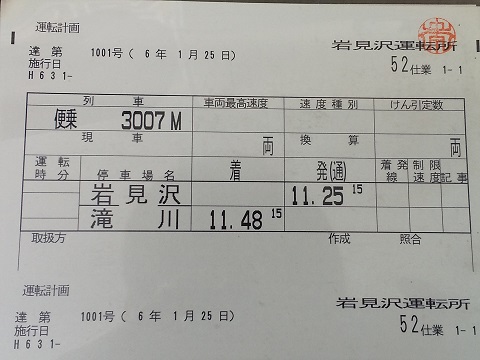 運転計画
達 第 1001号( 6年 1月25日)
施行日
H631-
岩見沢運転所
52仕業 1-1
列車 車両最高速度 速度種別 けん引定数
便乗 3007M
現車 両 換算 両
運転時分 停車場名 着 発(通) 着発線 制限速度 記事
岩見沢 11.25 15
滝川 11.48 15
取扱方 作成 照合
運転計画
岩見沢運転所
達 第 1001号( 6年 1月25日)
52仕業 1-1
施行日
H631-